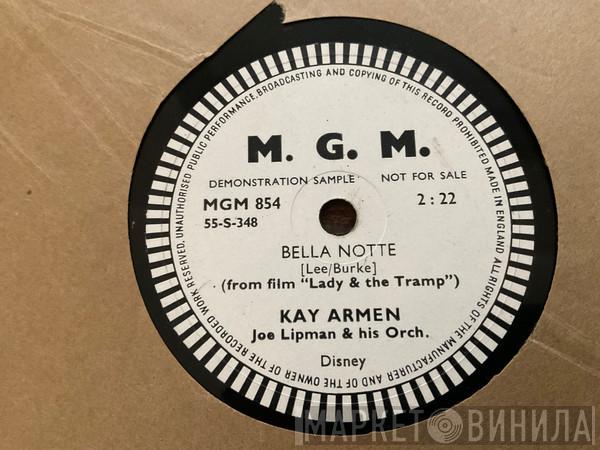 M. G. M.
DEMONSTRATION SAMPLE · NOT FOR SALE
MGM 854
2 : 22
55-S-348
BELLA NOTTE
[Lee/Burke]
(from film "Lady & the Tramp")
KAY ARMEN
Joe Lipman & his Orch.
Disney
ALL RIGHTS OF THE MANUFACTURER AND OF THE OWNER OF THE RECORDED WORK RESERVED. UNAUTHORISED PUBLIC PERFORMANCE, BROADCASTING AND COPYING OF THIS RECORD PROHIBITED MADE IN ENGLAND
МАРКЕТ ВИНИЛА